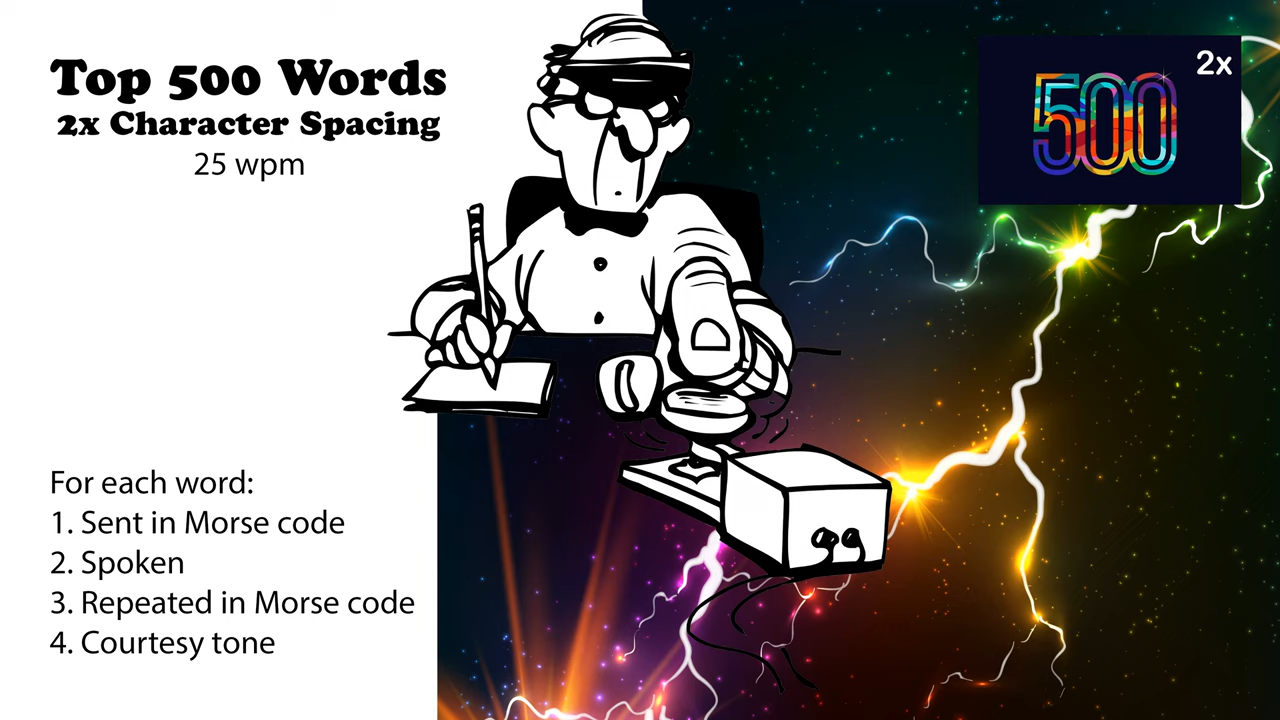 Top 500 Words
2x Character Spacing
25 wpm
2x
500
For each word:
1. Sent in Morse code
2. Spoken
3. Repeated in Morse code
4. Courtesy tone